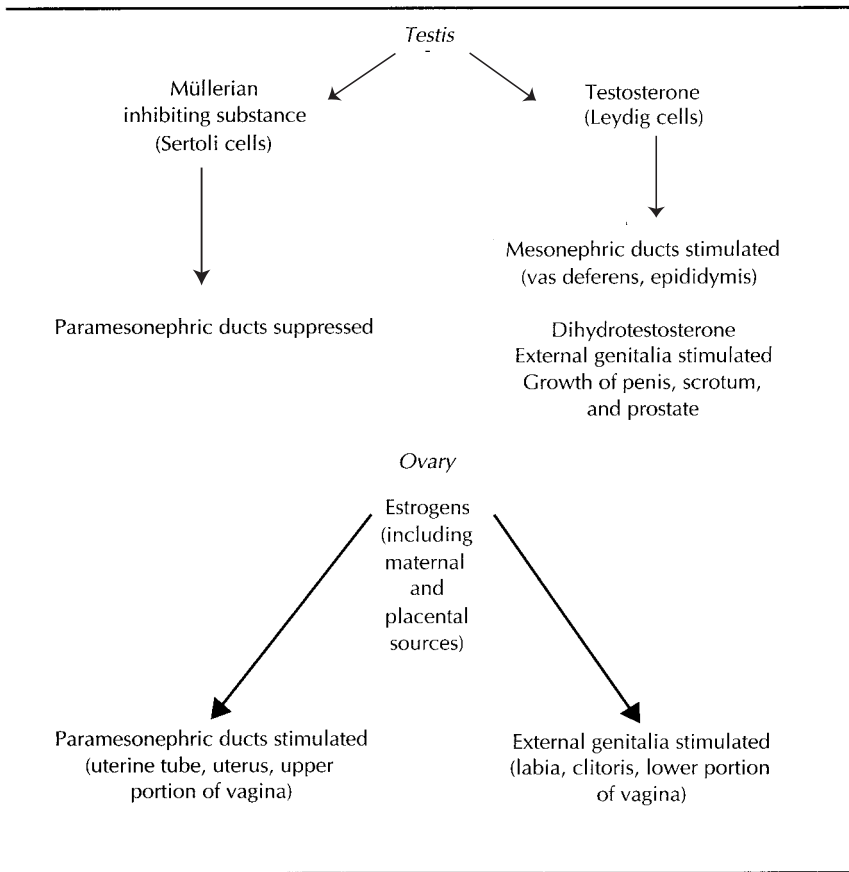 Testis
Müllerian
inhibiting substance
(Sertoli cells)
Testosterone
(Leydig cells)
Mesonephric ducts stimulated
(vas deferens, epididymis)
Paramesonephric ducts suppressed
Dihydrotestosterone
External genitalia stimulated
Growth of penis, scrotum,
and prostate
Ovary
Estrogens
(including
maternal
and
placental
sources)
Paramesonephric ducts stimulated
(uterine tube, uterus, upper
portion of vagina)
External genitalia stimulated
(labia, clitoris, lower portion
of vagina)